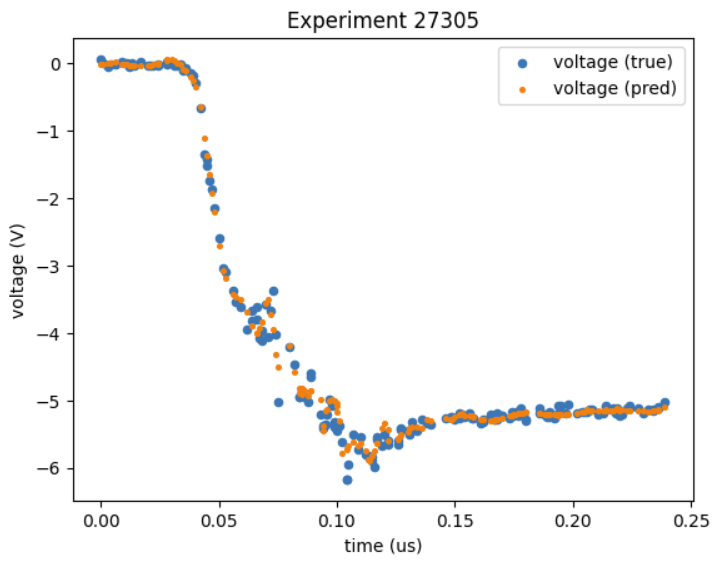 Experiment 27305
voltage (true)
voltage (pred)
0
−1
−2
−3
−4
−5
−6
voltage (V)
0.00 0.05 0.10 0.15 0.20 0.25
time (us)